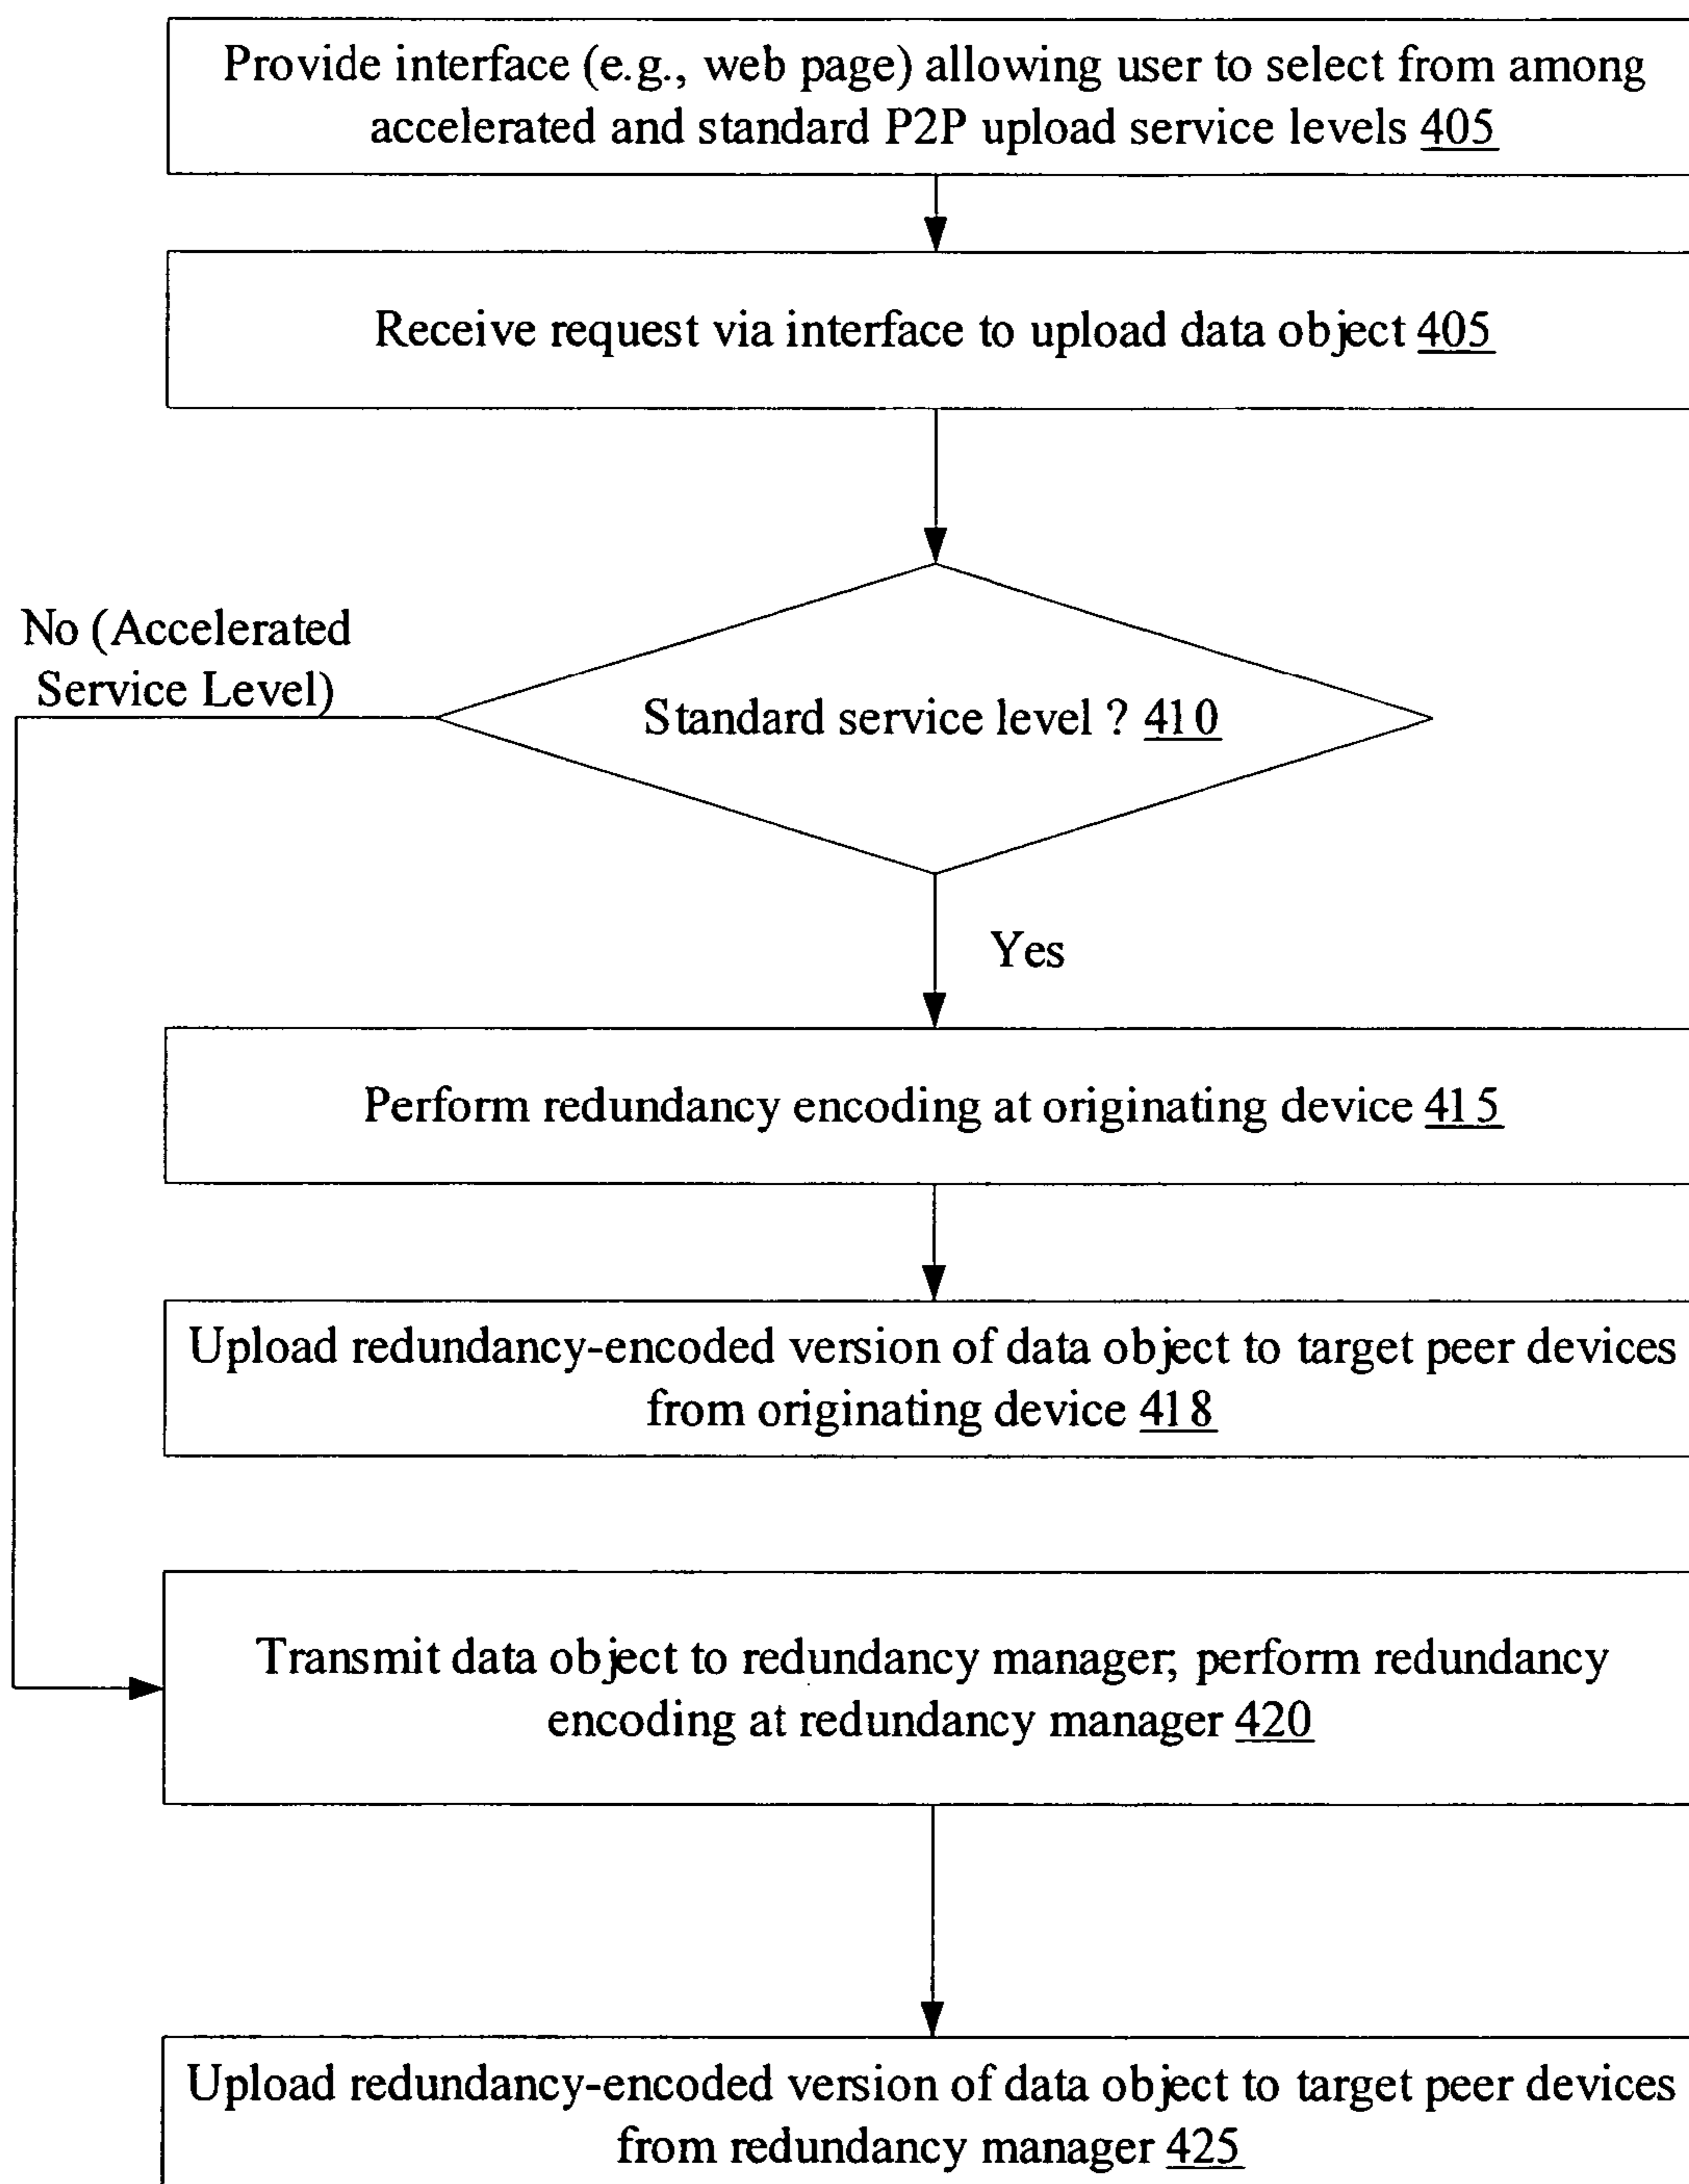 Provide interface (e.g., web page) allowing user to select from among
accelerated and standard P2P upload service levels 405
Receive request via interface to upload data object 405
No (Accelerated
Service Level)
Standard service level ? 410
Yes
Perform redundancy encoding at originating device 415
Upload redundancy-encoded version of data object to target peer devices
from originating device 418
Transmit data object to redundancy manager; perform redundancy
encoding at redundancy manager 420
Upload redundancy-encoded version of data object to target peer devices
from redundancy manager 425